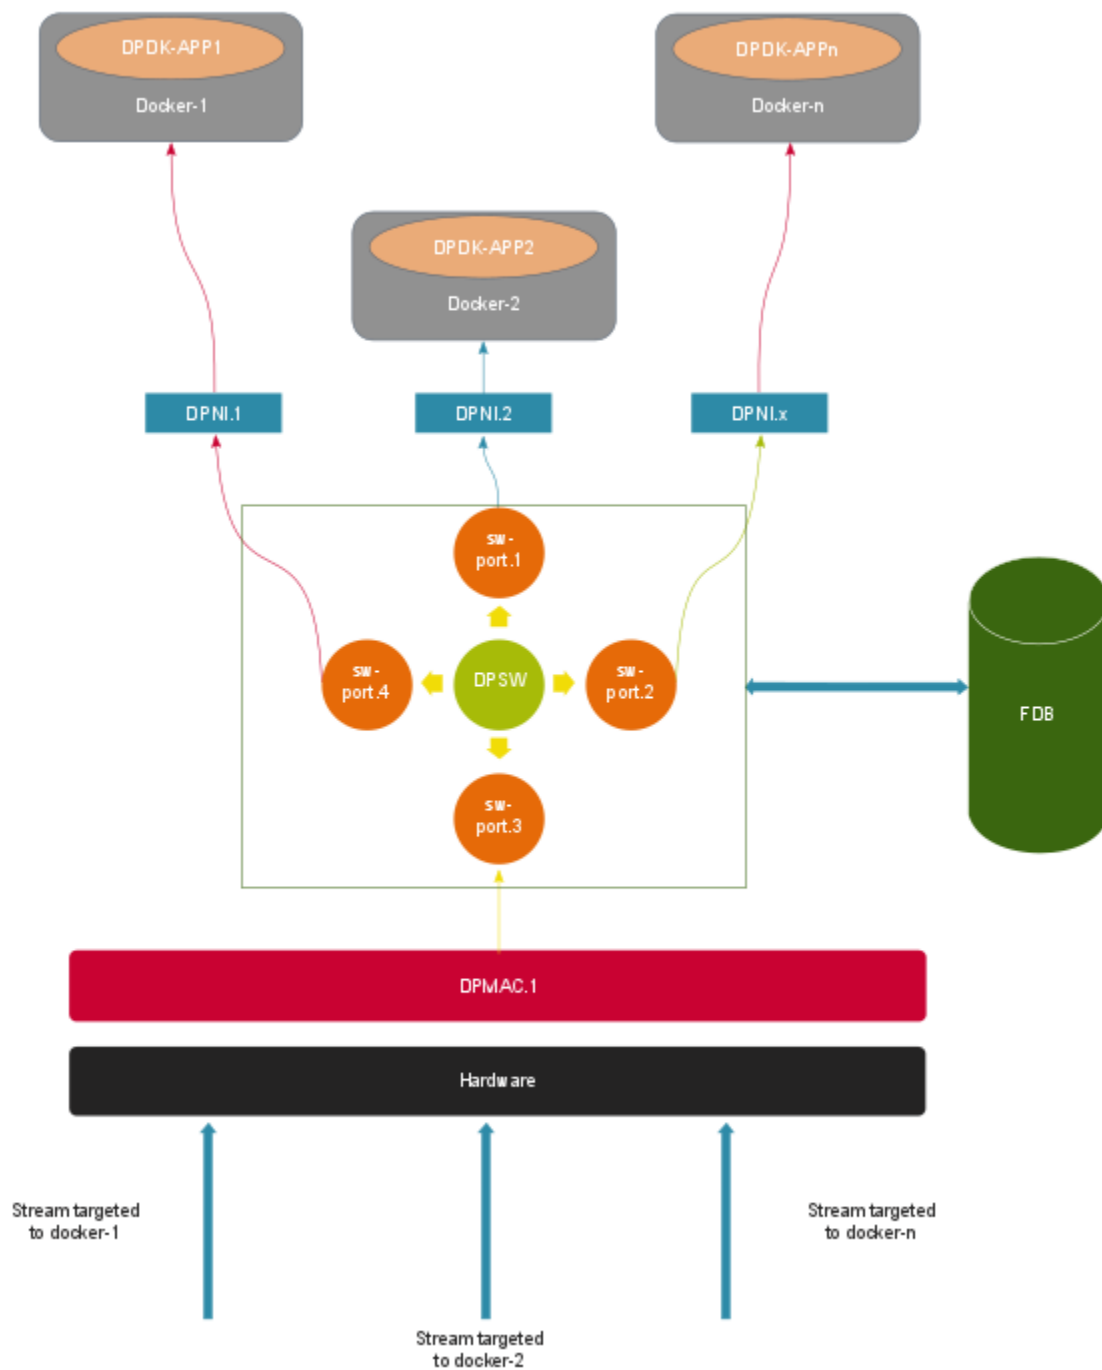 DPDK-APP1
Docker-1
DPDK-APPn
Docker-n
DPDK-APP2
Docker-2
DPNI.1
DPNI.2
DPNI.x
sw-
port.1
sw-
port.4
DPSW
sw-
port.2
sw-
port.3
FDB
DPMAC.1
Hardware
Stream targeted
to docker-1
Stream targeted
to docker-n
Stream targeted
to docker-2